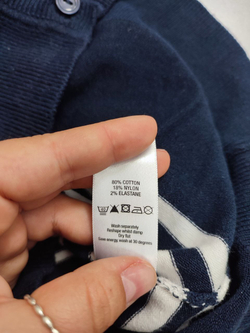 80% COTTON
18% NYLON
2% ELASTANE
Wash separately
Reshape whilst damp
Dry flat
Save energy, wash at 30 degrees